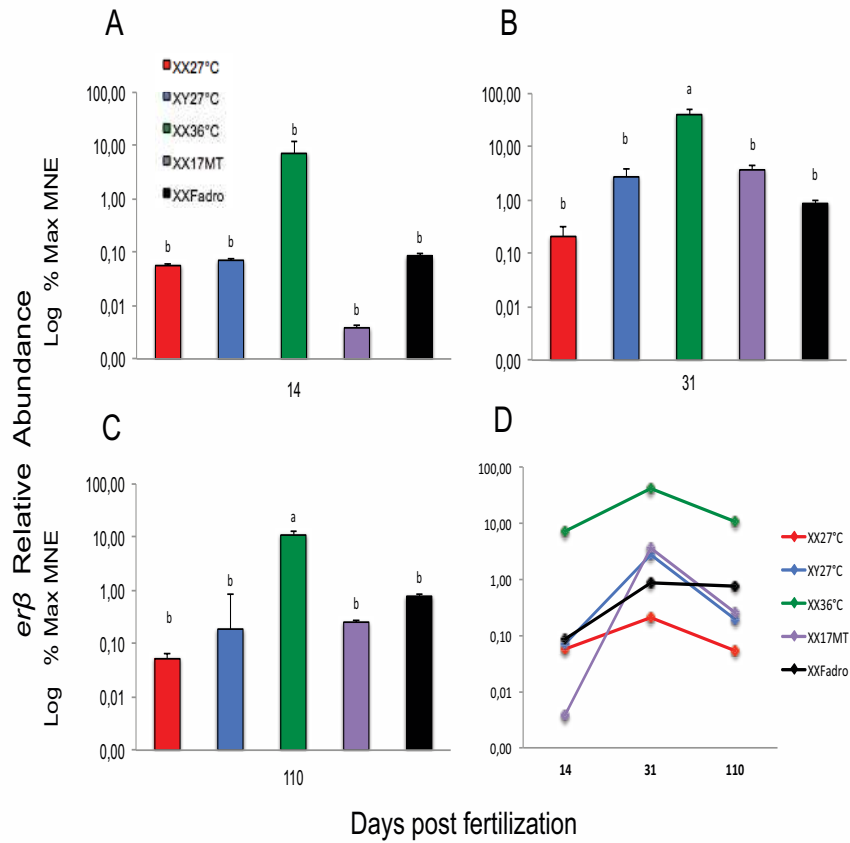 A
XX27°C
XY27°C
XX36°C
XX17MT
XXFadro
100,00
10,00
1,00
0,10
0,01
0,00
b
b
b
b
b
14
B
100,00
10,00
1,00
0,10
0,01
0,00
b
b
a
b
b
31
erβ Relative Abundance
Log % Max MNE
Log % Max MNE
C
100,00
10,00
1,00
0,10
0,01
0,00
b
b
a
b
b
110
D
100,00
10,00
1,00
0,10
0,01
0,00
14 31 110
XX27°C
XY27°C
XX36°C
XX17MT
XXFadro
Days post fertilization